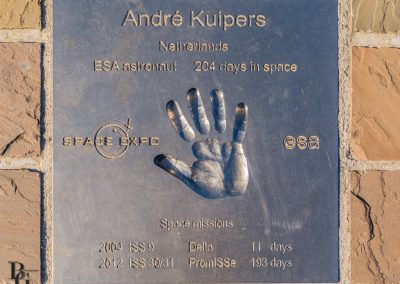 André Kuipers
Netherlands
ESA astronaut 204 days in space
SPACE EXPO
esa
Space missions
2004 ISS 9 Delta 11 days
2012 ISS 30/31 PromISSe 193 days